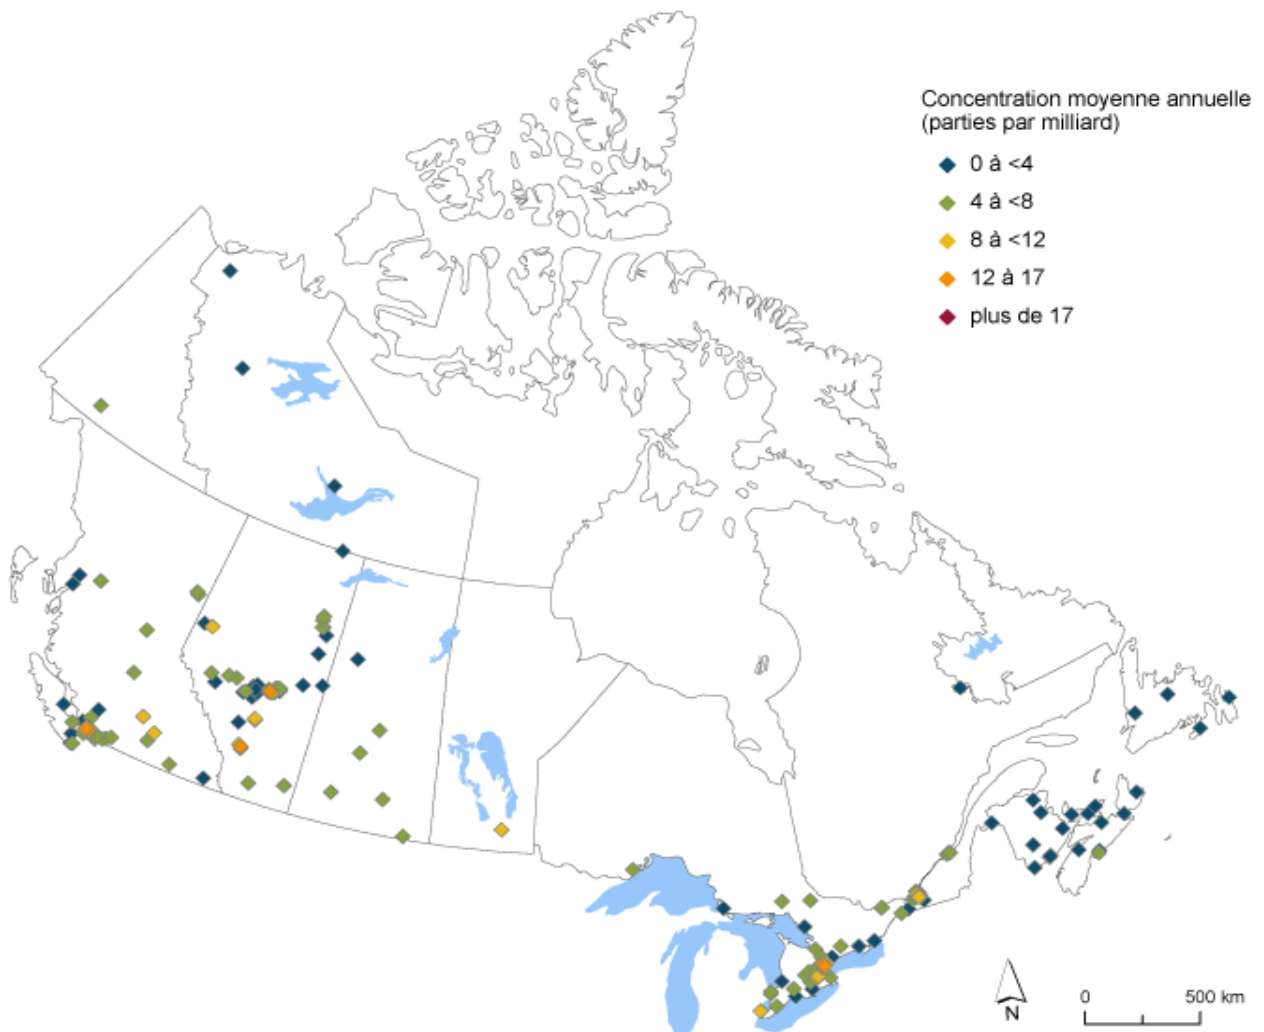 Concentration moyenne annuelle
(parties par milliard)
0 à <4
4 à <8
8 à <12
12 à 17
plus de 17
N
0 500 km